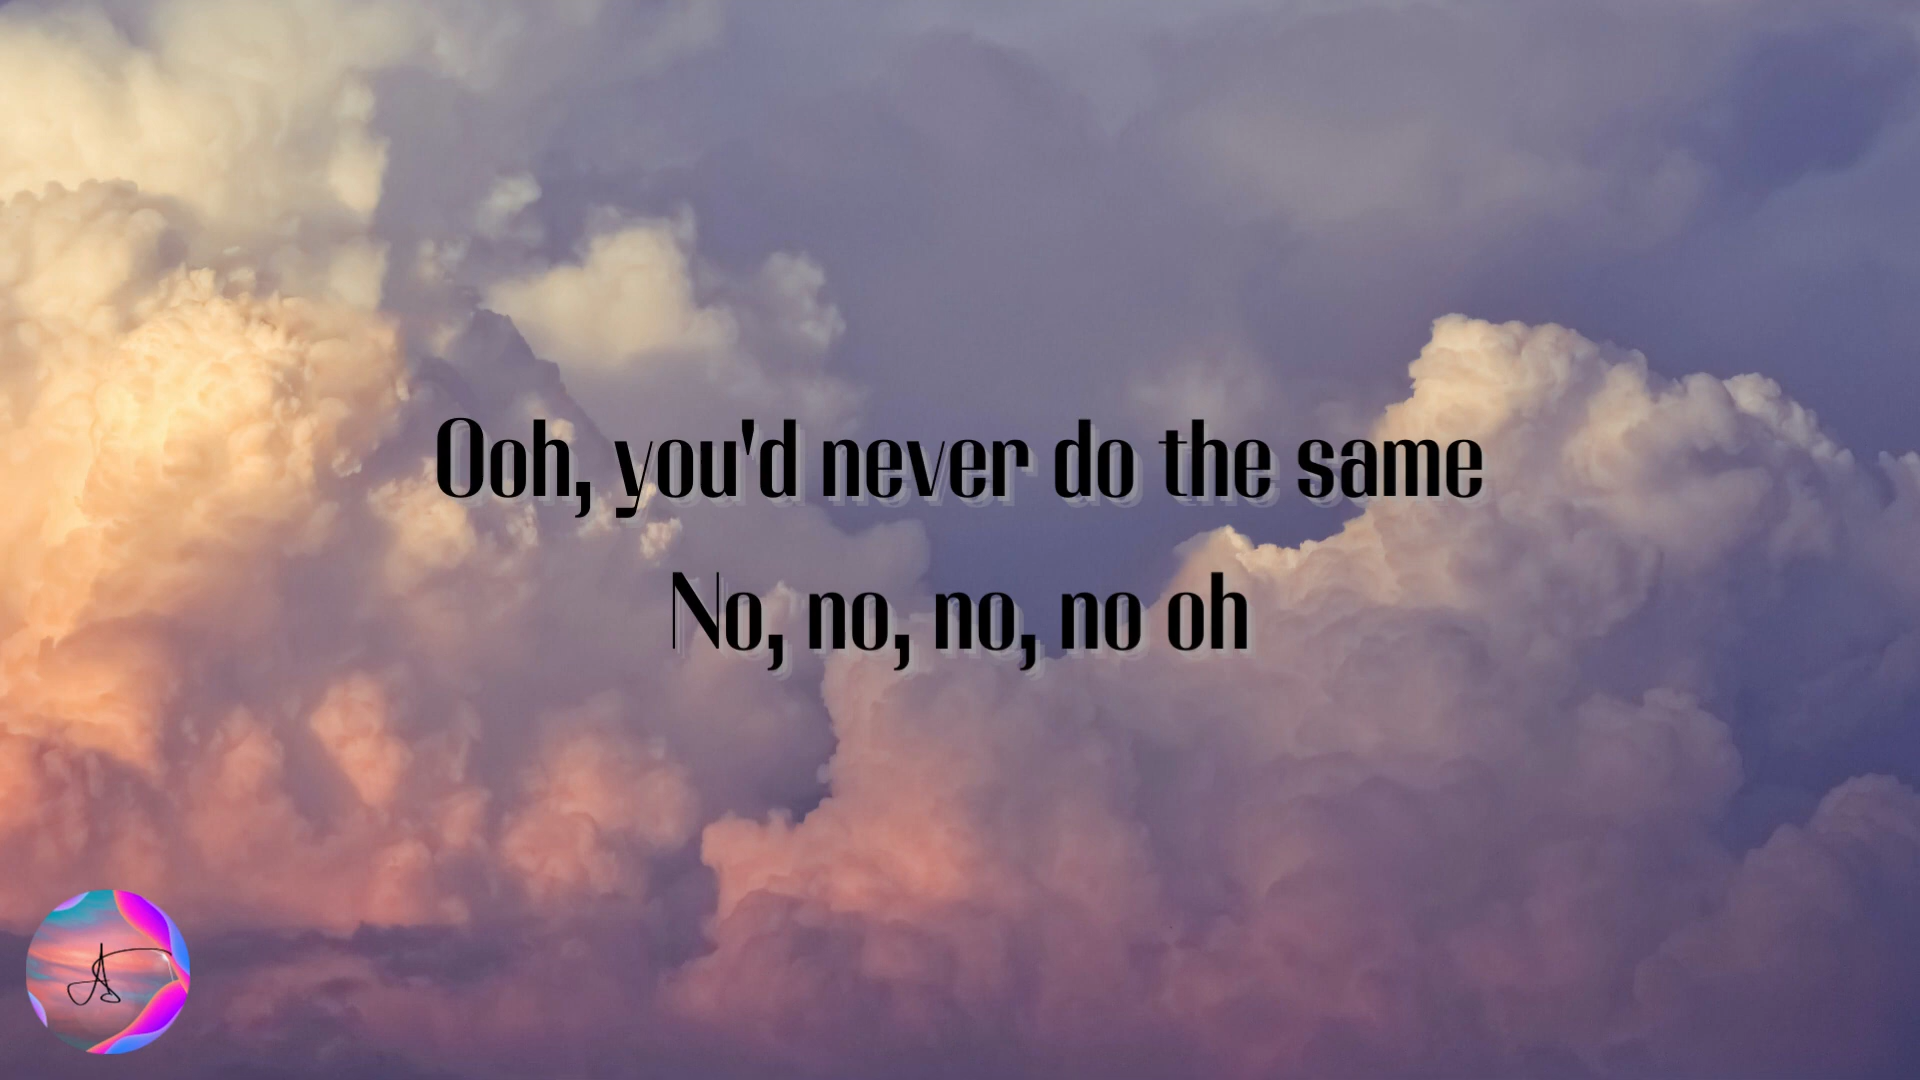 Ooh, you'd never do the same
No, no, no, no oh